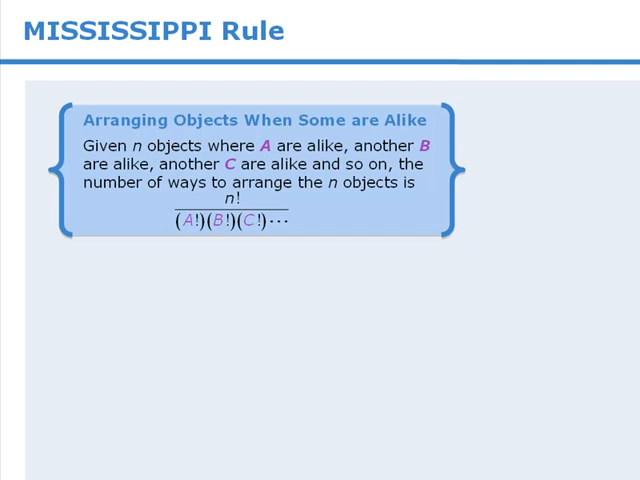 MISSISSIPPI Rule
Arranging Objects When Some are Alike
Given n objects where A are alike, another B
are alike, another C are alike and so on, the
number of ways to arrange the n objects is
n!
(A!)(B!)(C!)⋯